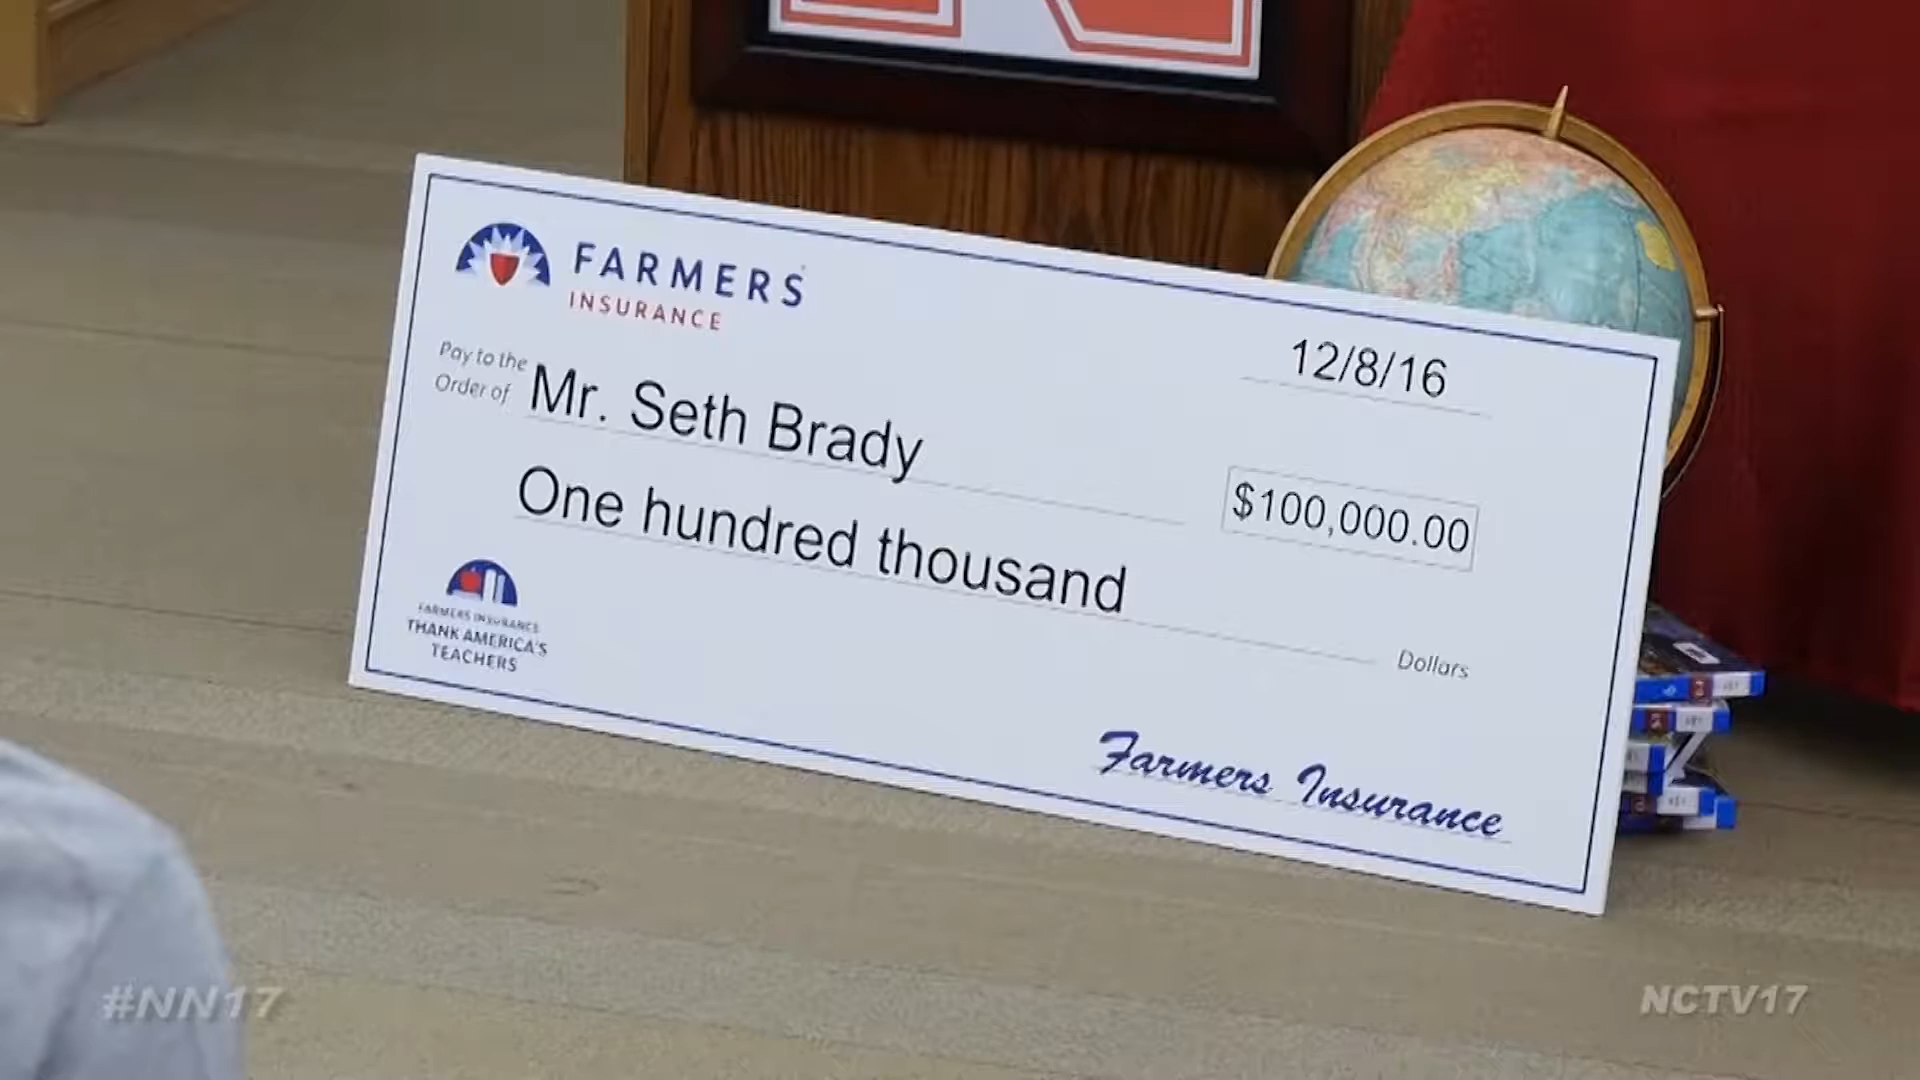 FARMERS
INSURANCE
12/8/16
Pay to the
Order of
Mr. Seth Brady
$100,000.00
One hundred thousand
Dollars
FARMERS INSURANCE
THANK AMERICA'S
TEACHERS
Farmers Insurance
#NN17
NCTV17